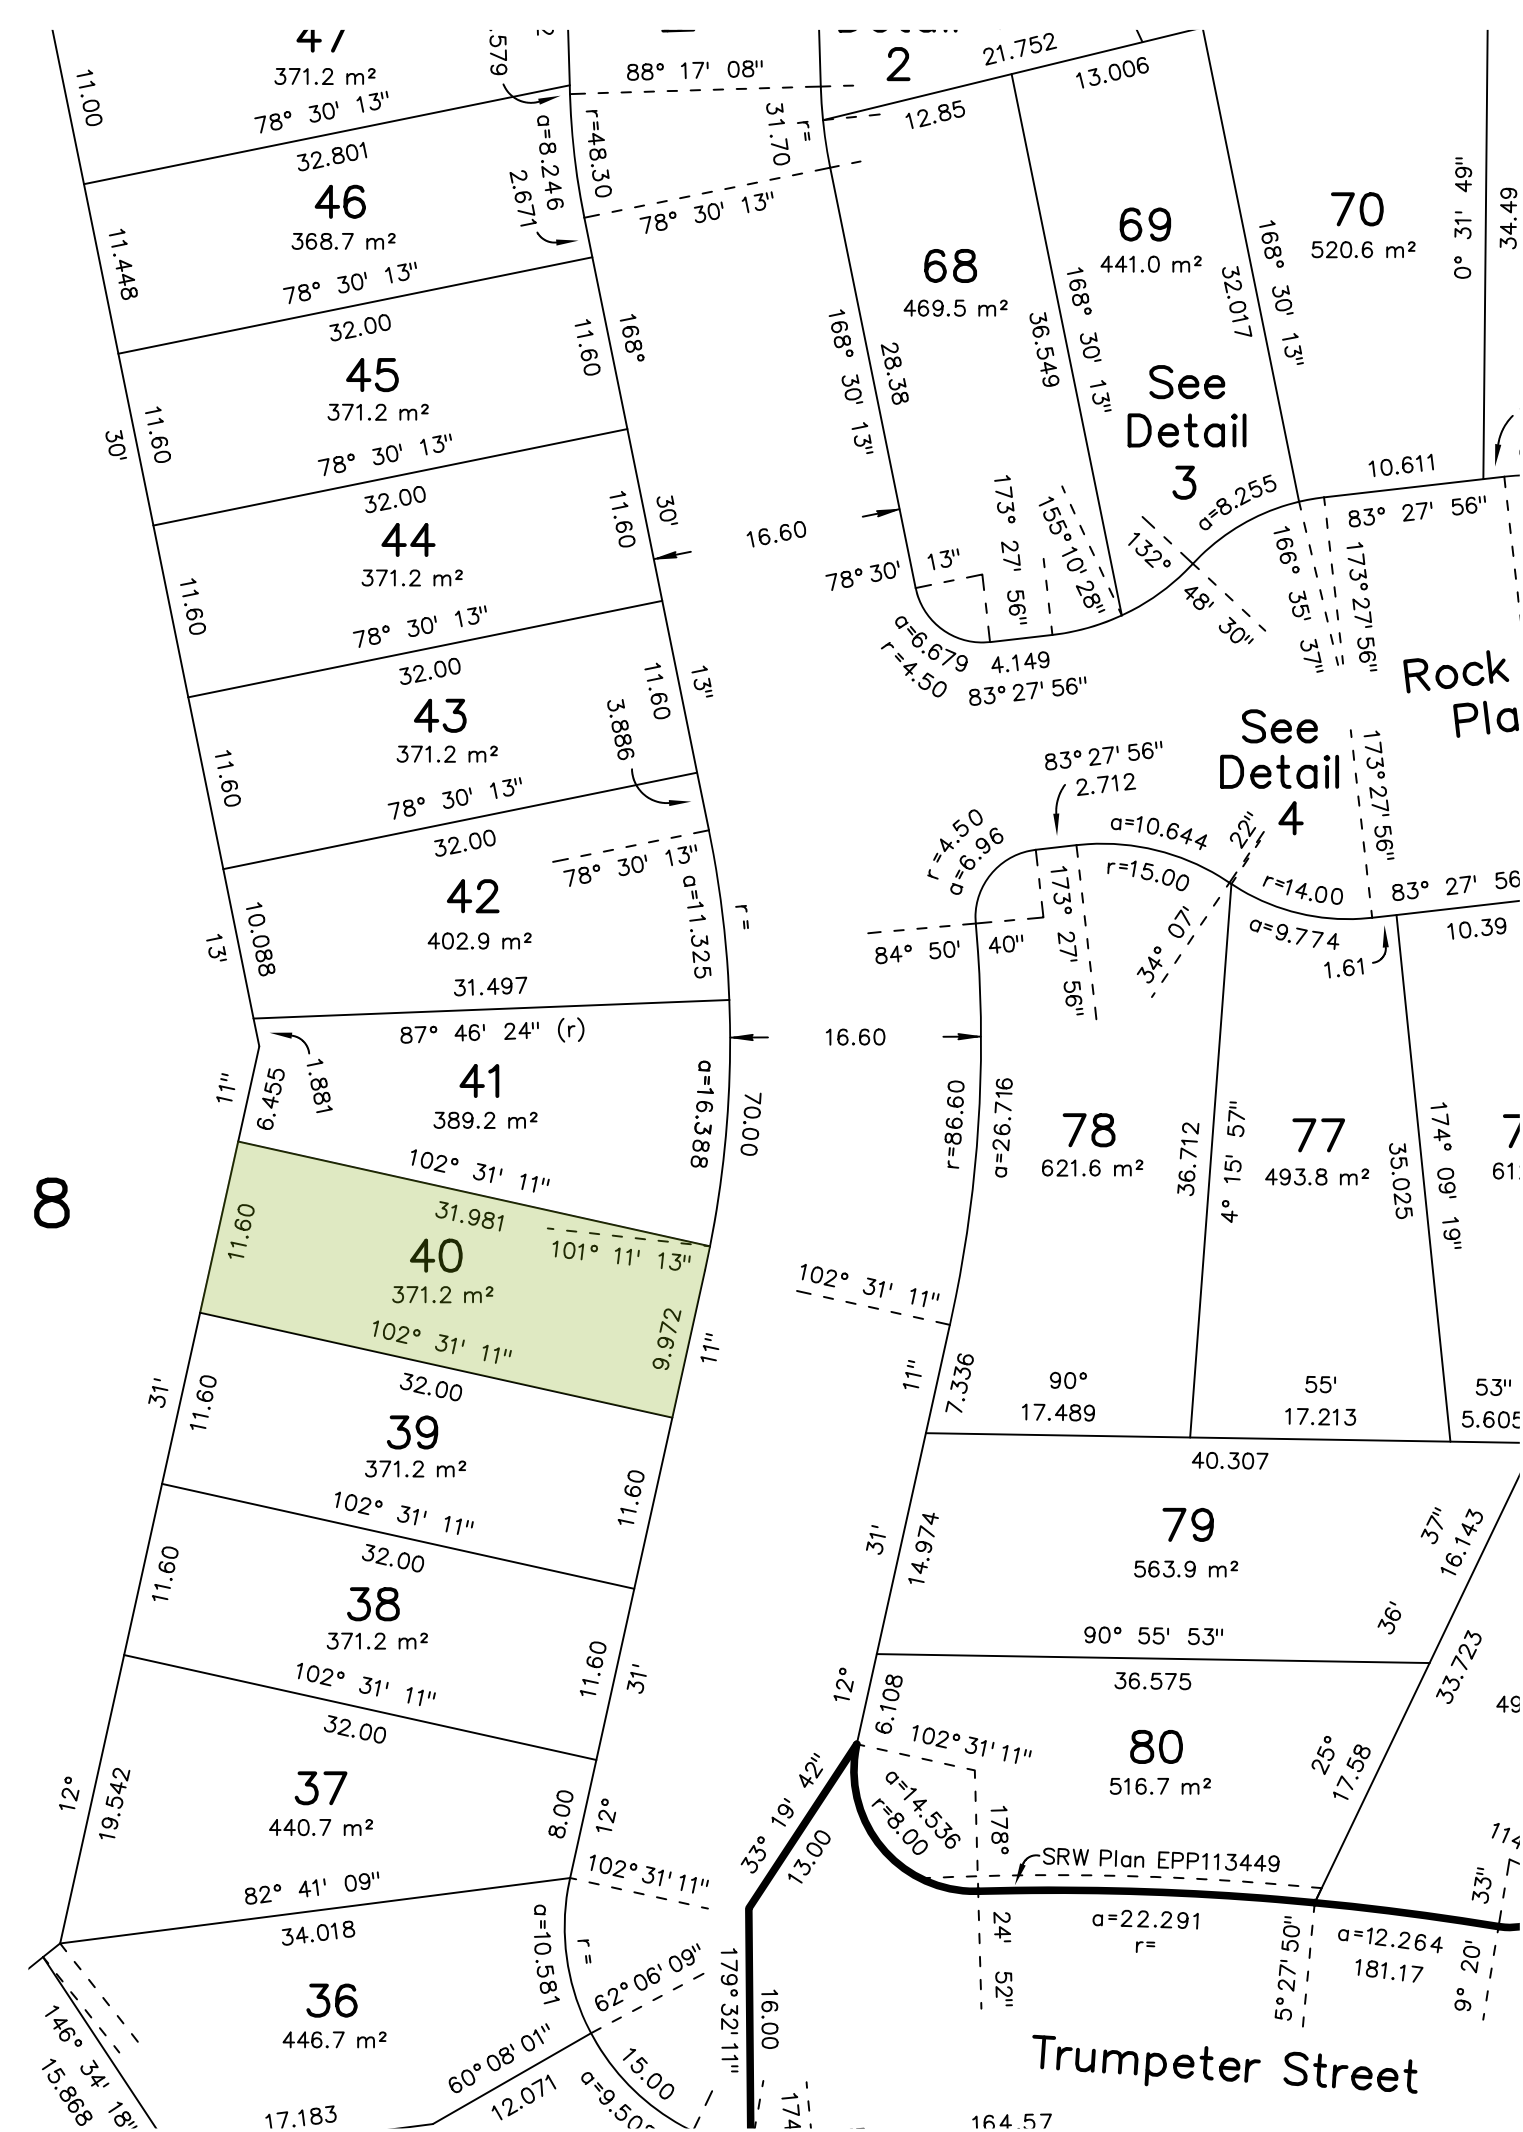 47
371.2 m²
11.00
78° 30' 13"
32.801
.579
88° 17' 08"
2
21.752
13.006
12.85
46
368.7 m²
11.448
a=8.246
2.671
r=48.30
r=
31.70
78° 30' 13"
78° 30' 13"
32.00
68
469.5 m²
69
441.0 m²
70
520.6 m²
0° 31' 49"
34.49
168° 30' 13"
28.38
36.549
168° 30' 13"
32.017
168° 30' 13"
45
371.2 m²
11.60
11.60
168°
30'
78° 30' 13"
32.00
See
Detail
3
a=8.255
10.611
83° 27' 56"
44
371.2 m²
11.60
11.60
30'
16.60
78° 30' 13"
32.00
78° 30' 13"
173° 27' 56"
155° 10' 28"
132° 48' 30"
166° 35' 37"
173° 27' 56"
a=6.679
r=4.50
4.149
83° 27' 56"
43
371.2 m²
11.60
11.60
13"
3.886
78° 30' 13"
32.00
Rock
See
Detail
4
83° 27' 56"
2.712
173° 27' 56"
42
402.9 m²
78° 30' 13"
a=11.325
r=
10.088
13'
31.497
87° 46' 24" (r)
r=4.50
a=6.96
a=10.644
r=15.00
22"
34° 07'
r=14.00
a=9.774
83° 27' 56
10.39
1.61
84° 50' 40"
173° 27' 56"
16.60
41
389.2 m²
1.881
6.455
11"
a=16.388
70.00
102° 31' 11"
31.981
r=86.60
a=26.716
78
621.6 m²
36.712
4° 15' 57"
77
493.8 m²
35.025
174° 09' 19"
8
40
371.2 m²
11.60
101° 11' 13"
9.972
11"
102° 31' 11"
32.00
102° 31' 11"
11"
7.336
90°
17.489
55'
17.213
53"
5.605
40.307
39
371.2 m²
31'
11.60
11.60
102° 31' 11"
32.00
79
563.9 m²
31'
14.974
37"
16.143
36'
90° 55' 53"
36.575
38
371.2 m²
11.60
11.60
31'
102° 31' 11"
32.00
12°
6.108
33.723
49
80
516.7 m²
102° 31' 11"
25°
17.58
37
440.7 m²
12°
19.542
8.00
12°
33° 19' 42"
13.00
a=14.536
r=8.00
178° 24' 52"
SRW Plan EPP113449
114
33"
82° 41' 09"
34.018
102° 31' 11"
a=10.581
r=
a=22.291
r=
5° 27' 50"
a=12.264
181.17
9° 20'
36
446.7 m²
62° 06' 09"
179° 32' 11"
16.00
146° 34' 18"
15.868
60° 08' 01"
12.071
15.00
17.183
174
Trumpeter Street
164.57